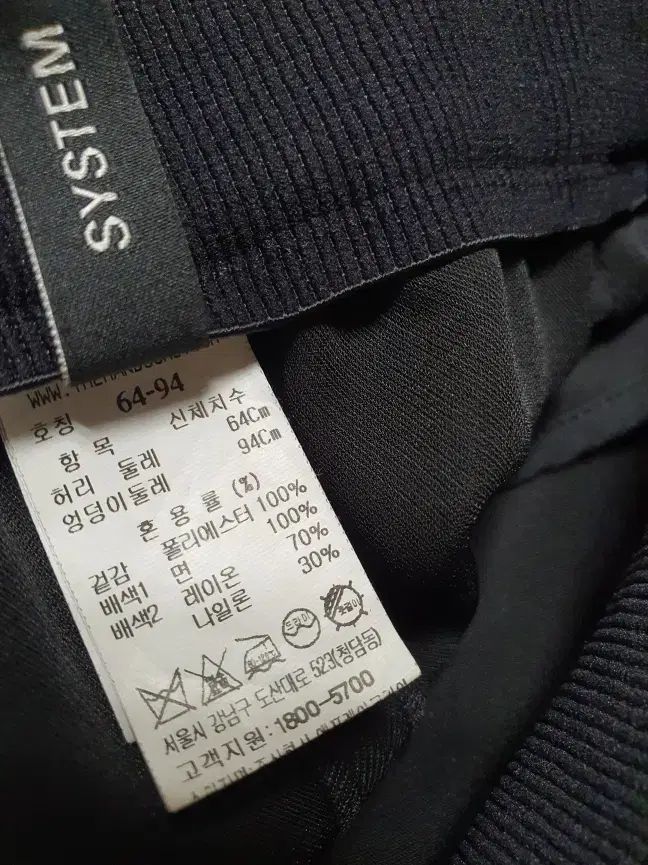 SYSTEM
호칭 64-94
항 목 신체치수
허리 둘레 64Cm
엉덩이둘레 94Cm
혼 용 률 (%)
겉감 폴리에스터 100%
배색1 면 100%
배색2 레이온 70%
나일론 30%
드라이
서울시 강남구 도산대로 523(청담동)
고객지원:1800-5700